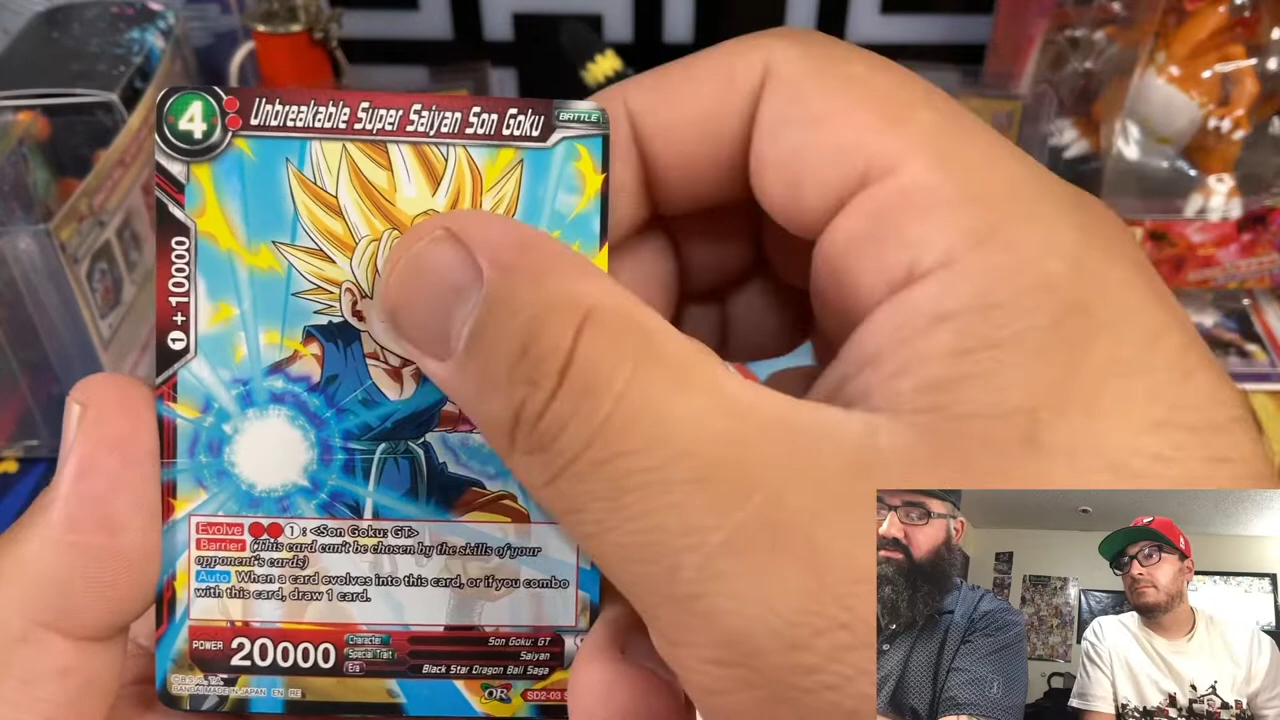 4
Unbreakable Super Saiyan Son Goku
BATTLE
1 +10000
Evolve 1 : <Son Goku: GT>
Barrier (This card can't be chosen by the skills of your
opponent's cards)
Auto When a card evolves into this card, or if you combo
with this card, draw 1 card.
POWER 20000
Character Son Goku: GT
Special Trait Saiyan
Era Black Star Dragon Ball Saga
©B.S./S., T.A.
BANDAI MADE IN JAPAN EN RE
SD2-03